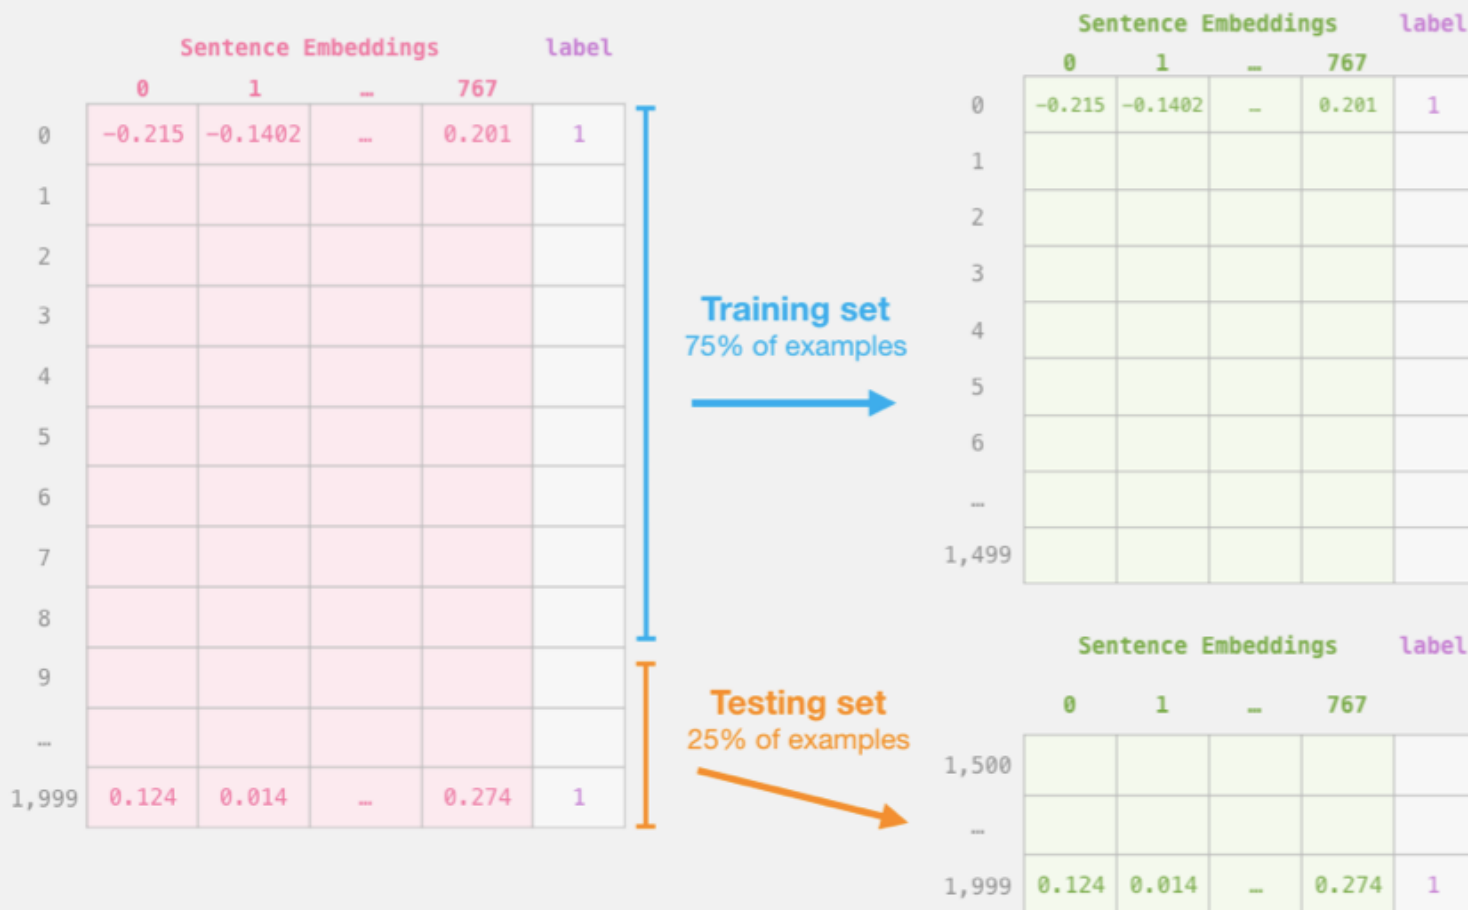 Sentence Embeddings label
0 1 … 767
0 -0.215 -0.1402 … 0.201 1
1
2
3
4
5
6
7
8
9
…
1,999 0.124 0.014 … 0.274 1
Training set
75% of examples
Testing set
25% of examples
Sentence Embeddings label
0 1 … 767
0 -0.215 -0.1402 … 0.201 1
1
2
3
4
5
6
…
1,499
Sentence Embeddings label
0 1 … 767
1,500
…
1,999 0.124 0.014 … 0.274 1